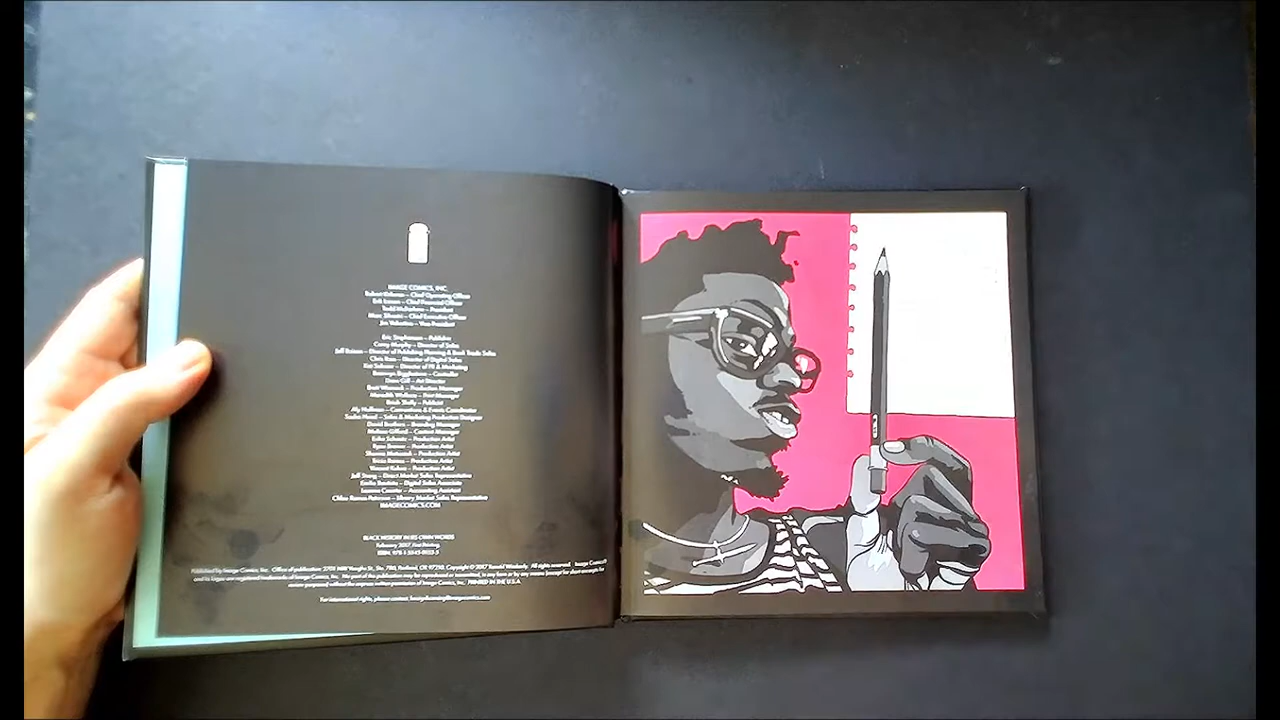 IMAGE COMICS, INC.
Robert Kirkman – Chief Operating Officer
Erik Larsen – Chief Financial Officer
Todd McFarlane – President
Marc Silvestri – Chief Executive Officer
Jim Valentino – Vice-President
Eric Stephenson – Publisher
Corey Murphy – Director of Sales
Jeff Boison – Director of Publishing Planning & Book Trade Sales
Chris Ross – Director of Digital Sales
Kat Salazar – Director of PR & Marketing
Controller
Drew Gill – Art Director
Brett Warnock – Production Manager
Meredith Wallace – Print Manager
Briah Skelly – Publicist
Aly Hoffman – Conventions & Events Coordinator
Sasha Head – Sales & Marketing Production Designer
David Brothers – Branding Manager
Melissa Gifford – Content Manager
Erika Schnatz – Production Artist
Ryan Brewer – Production Artist
Shanna Matuszak – Production Artist
Tricia Ramos – Production Artist
Vincent Kukua – Production Artist
Jeff Stang – Direct Market Sales Representative
Emilio Bautista – Digital Sales Associate
Leanna Caunter – Accounting Assistant
Chloe Ramos-Peterson – Library Market Sales Representative
IMAGECOMICS.COM
BLACK HISTORY IN ITS OWN WORDS
February 2017. First Printing.
ISBN: 978-1-5343-0153-5
Published by Image Comics, Inc. Office of publication: 2701 NW Vaughn St., Ste. 780, Portland, OR 97210. Copyright © 2017 Ronald Wimberly. All rights reserved. Image Comics®
and its logos are registered trademarks of Image Comics, Inc. No part of this publication may be reproduced or transmitted, in any form or by any means (except for short excerpts for
review purposes) without the express written permission of Image Comics, Inc. PRINTED IN THE U.S.A.
For international rights, please contact: